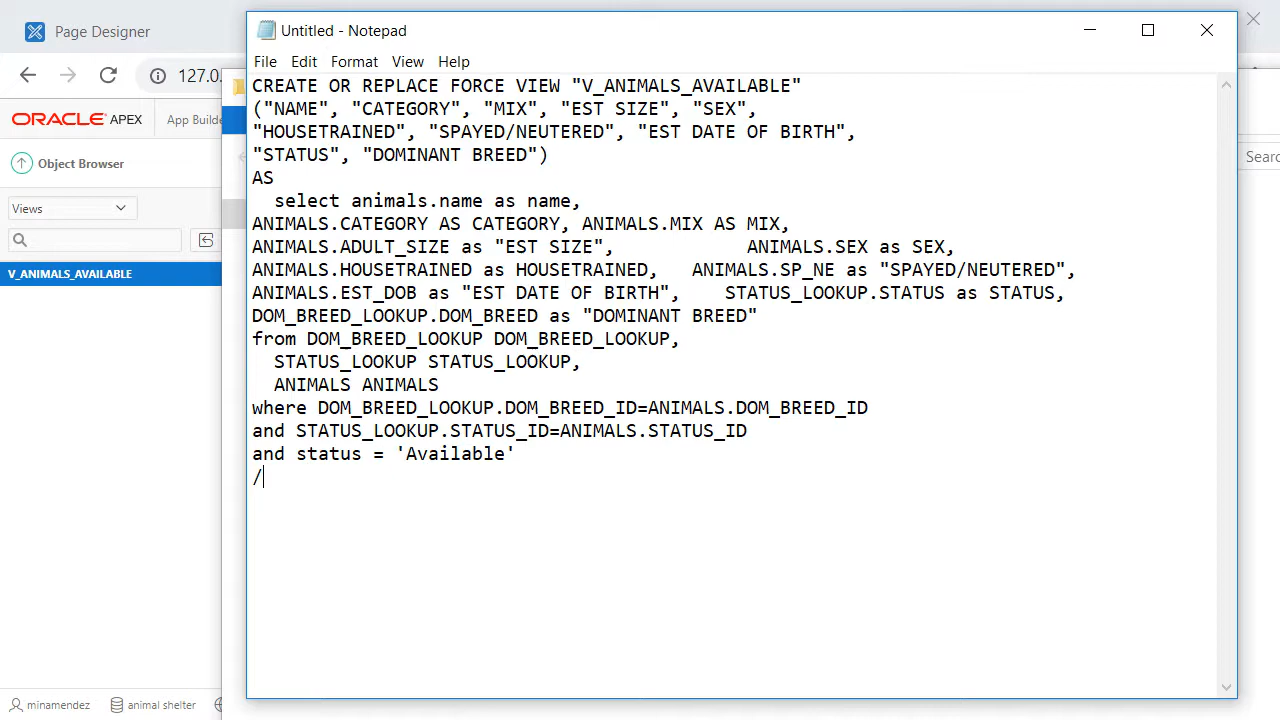 Page Designer
Untitled - Notepad
127.0.
File Edit Format View Help
ORACLE APEX
App Builde
Object Browser
Views
V_ANIMALS_AVAILABLE
CREATE OR REPLACE FORCE VIEW "V_ANIMALS_AVAILABLE"
("NAME", "CATEGORY", "MIX", "EST SIZE", "SEX",
"HOUSETRAINED", "SPAYED/NEUTERED", "EST DATE OF BIRTH",
"STATUS", "DOMINANT BREED")
AS
  select animals.name as name,
ANIMALS.CATEGORY AS CATEGORY, ANIMALS.MIX AS MIX,
ANIMALS.ADULT_SIZE as "EST SIZE",            ANIMALS.SEX as SEX,
ANIMALS.HOUSETRAINED as HOUSETRAINED,   ANIMALS.SP_NE as "SPAYED/NEUTERED",
ANIMALS.EST_DOB as "EST DATE OF BIRTH",    STATUS_LOOKUP.STATUS as STATUS,
DOM_BREED_LOOKUP.DOM_BREED as "DOMINANT BREED"
from DOM_BREED_LOOKUP DOM_BREED_LOOKUP,
  STATUS_LOOKUP STATUS_LOOKUP,
  ANIMALS ANIMALS
where DOM_BREED_LOOKUP.DOM_BREED_ID=ANIMALS.DOM_BREED_ID
and STATUS_LOOKUP.STATUS_ID=ANIMALS.STATUS_ID
and status = 'Available'
/
Searc
minamendez
animal shelter